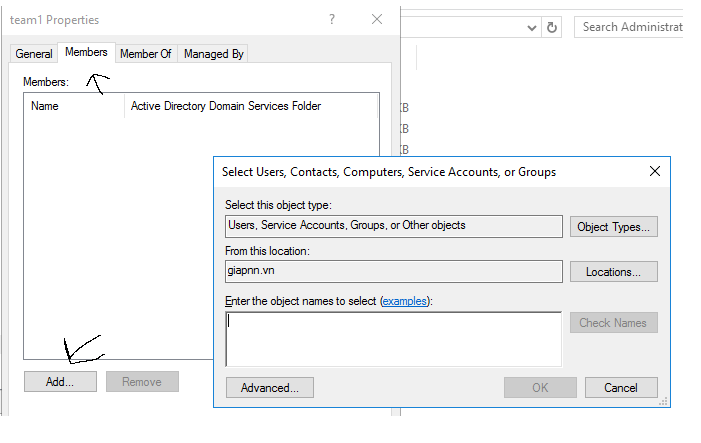 team1 Properties
?
General
Members
Member Of
Managed By
Members:
Name
Active Directory Domain Services Folder
Add...
Remove
Search Administrat
KB
KB
KB
Select Users, Contacts, Computers, Service Accounts, or Groups
Select this object type:
Users, Service Accounts, Groups, or Other objects
Object Types...
From this location:
giapnn.vn
Locations...
Enter the object names to select (examples):
Check Names
Advanced...
OK
Cancel